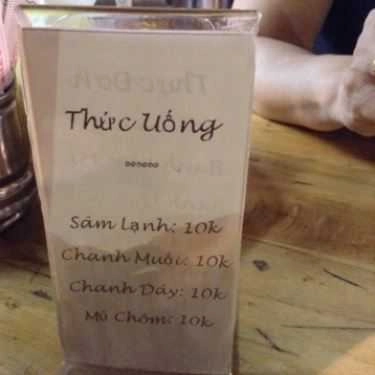 Thức Uống
Sâm Lạnh: 10k
Chanh Muối: 10k
Chanh Dây: 10k
Mủ Chôm: 10k